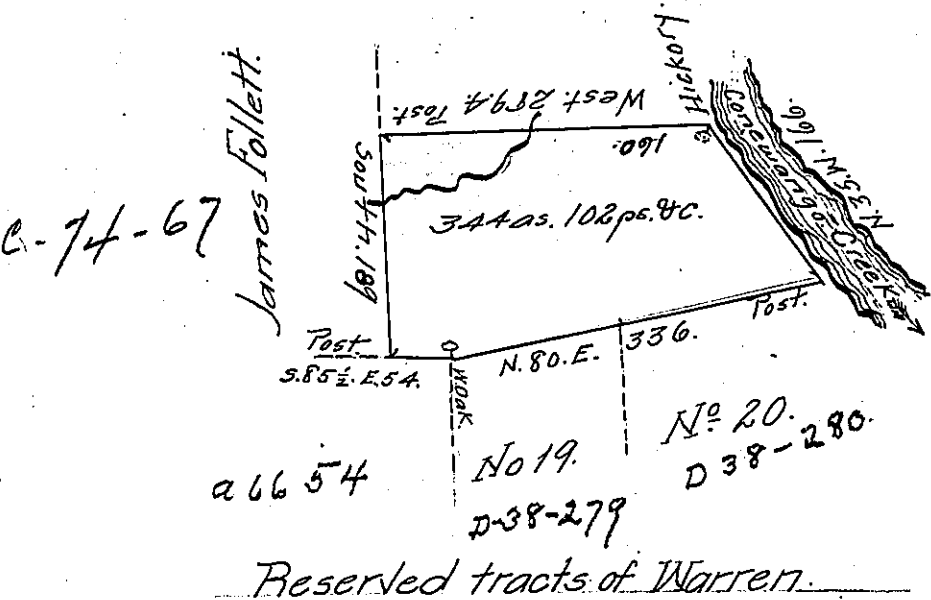 Hickory.
West. 289.4 Post.
160.
Conewango Creek
N.35.W.166.
James Follett.
C-74-67
South.189
344as.102ps.&c.
Post
S.85½.E.54.
W.Oak.
N.80.E. 336. Post.
a 66 54
No 19.
D-38-279
No 20.
D 38-280.
Reserved tracts of Warren.